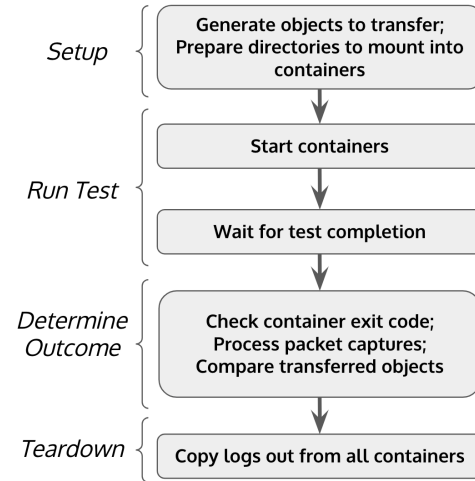 Setup
Generate objects to transfer;
Prepare directories to mount into
containers
Run Test
Start containers
Wait for test completion
Determine
Outcome
Check container exit code;
Process packet captures;
Compare transferred objects
Teardown
Copy logs out from all containers